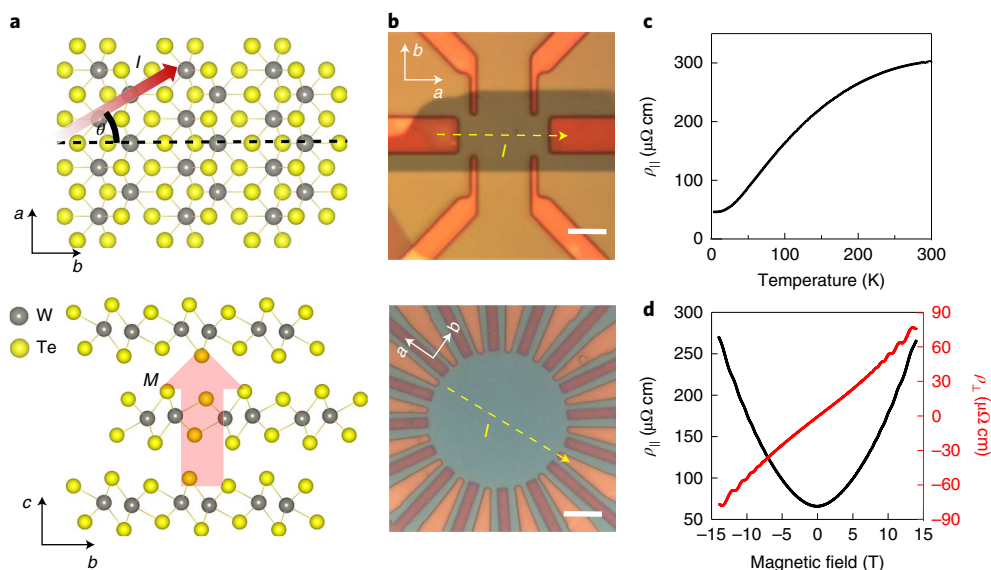 a
I
θ
a
b
W
Te
M
c
b
b
b
a
I
a
b
I
c
ρ|| (μΩ cm)
400
300
200
100
0
0
100
200
300
Temperature (K)
d
ρ|| (μΩ cm)
300
250
200
150
100
50
90
60
30
0
−30
−60
−90
ρ⊥ (μΩ cm)
−15
−10
−5
0
5
10
15
Magnetic field (T)